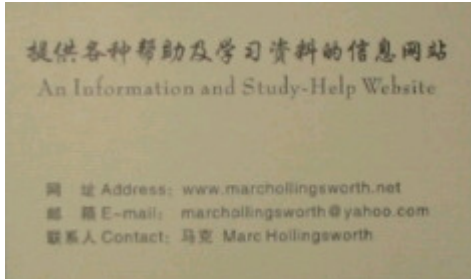 提供各种帮助及学习资料的信息网站
An Information and Study-Help Website
网 址 Address: www.marchollingsworth.net
邮 箱 E-mail: marchollingsworth@yahoo.com
联系人 Contact: 马克 Marc Hollingsworth